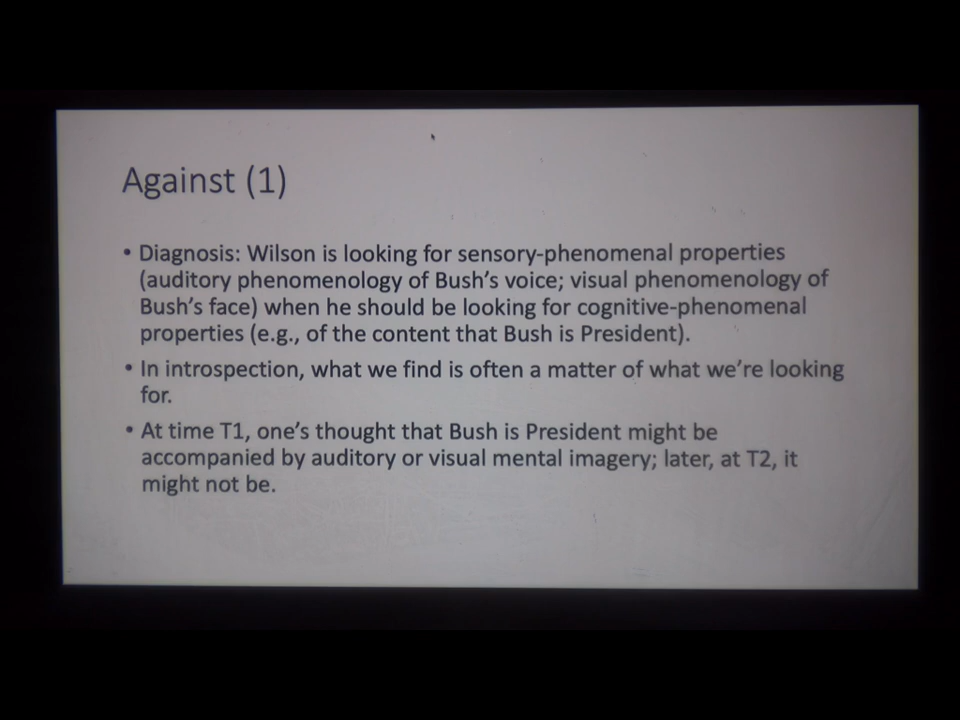 Against (1)
• Diagnosis: Wilson is looking for sensory-phenomenal properties
(auditory phenomenology of Bush's voice; visual phenomenology of
Bush's face) when he should be looking for cognitive-phenomenal
properties (e.g., of the content that Bush is President).
• In introspection, what we find is often a matter of what we're looking
for.
• At time T1, one's thought that Bush is President might be
accompanied by auditory or visual mental imagery; later, at T2, it
might not be.